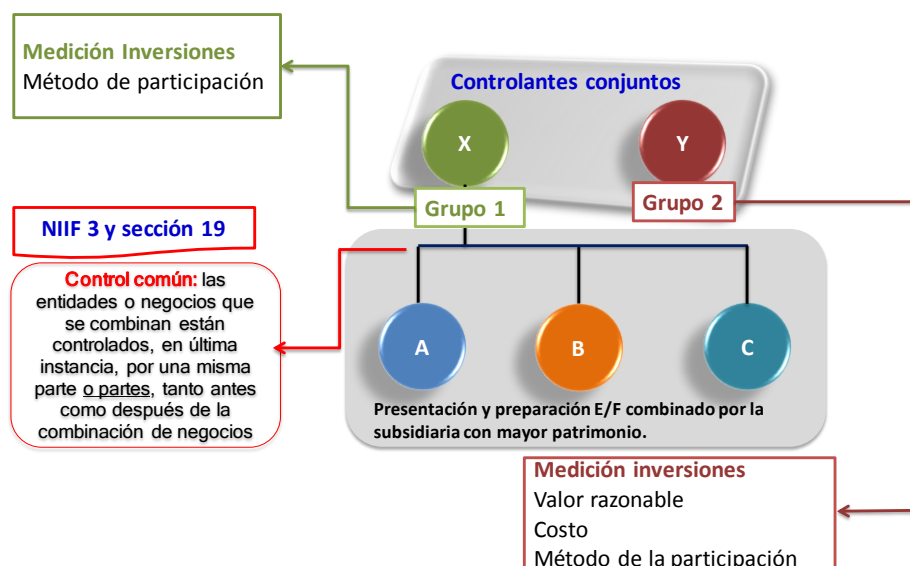 Medición Inversiones
Método de participación
Controlantes conjuntos
X
Y
Grupo 1
Grupo 2
NIIF 3 y sección 19
Control común: las
entidades o negocios que
se combinan están
controlados, en última
instancia, por una misma
parte o partes, tanto antes
como después de la
combinación de negocios
A
B
C
Presentación y preparación E/F combinado por la
subsidiaria con mayor patrimonio.
Medición inversiones
Valor razonable
Costo
Método de la participación